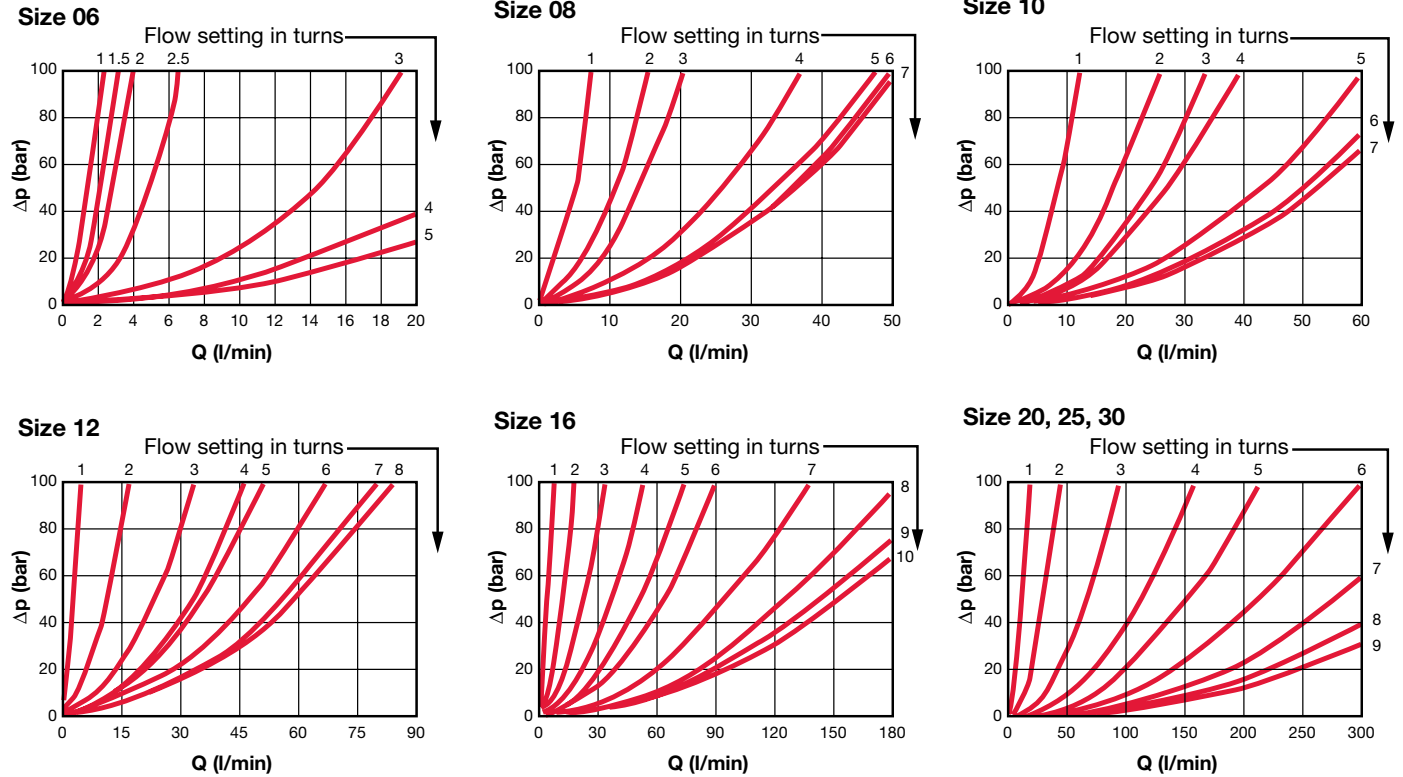 Size 06
Flow setting in turns
1 1.5 2 2.5 3
100
80
60
40
20
0
Δp (bar)
4
5
0 2 4 6 8 10 12 14 16 18 20
Q (l/min)
Size 08
Flow setting in turns
1 2 3 4 5 6
7
100
80
60
40
20
0
Δp (bar)
0 10 20 30 40 50
Q (l/min)
Size 10
Flow setting in turns
1 2 3 4 5
100
80
60
40
20
0
Δp (bar)
6
7
0 10 20 30 40 50 60
Q (l/min)
Size 12
Flow setting in turns
1 2 3 4 5 6 7 8
100
80
60
40
20
0
Δp (bar)
0 15 30 45 60 75 90
Q (l/min)
Size 16
Flow setting in turns
1 2 3 4 5 6 7
100
80
60
40
20
0
Δp (bar)
8
9
10
0 30 60 90 120 150 180
Q (l/min)
Size 20, 25, 30
Flow setting in turns
1 2 3 4 5 6
100
80
60
40
20
0
Δp (bar)
7
8
9
0 50 100 150 200 250 300
Q (l/min)